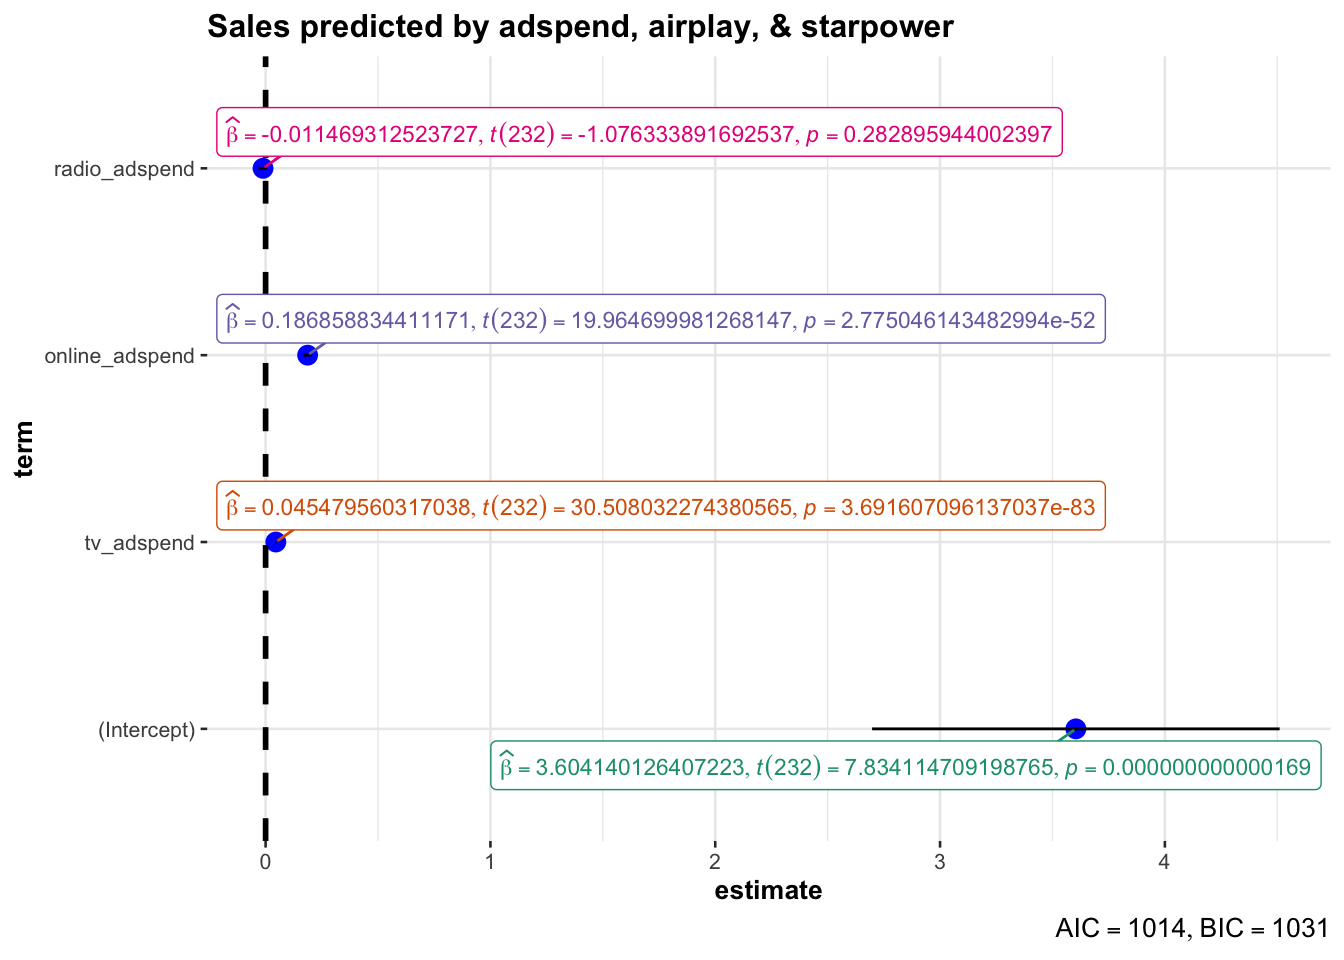 Sales predicted by adspend, airplay, & starpower
β̂ = -0.011469312523727, t(232) = -1.076333891692537, p = 0.282895944002397
radio_adspend
β̂ = 0.186858834411171, t(232) = 19.964699981268147, p = 2.775046143482994e-52
online_adspend
term
β̂ = 0.045479560317038, t(232) = 30.508032274380565, p = 3.691607096137037e-83
tv_adspend
(Intercept)
β̂ = 3.604140126407223, t(232) = 7.834114709198765, p = 0.000000000000169
0 1 2 3 4
estimate
AIC = 1014, BIC = 1031